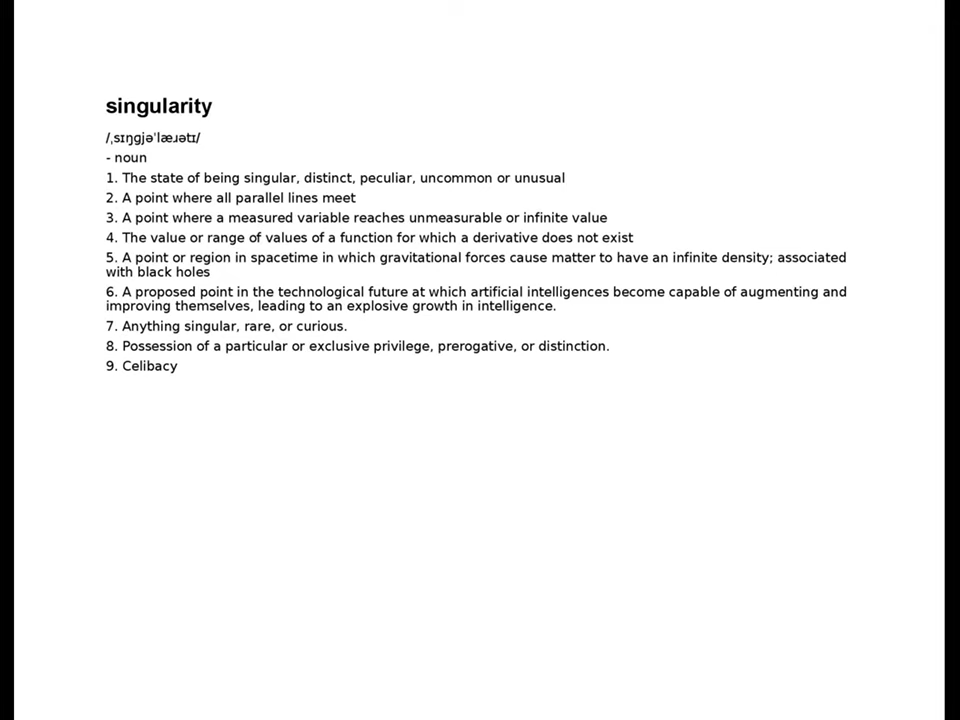 singularity
/ˌsɪŋɡjəˈlæɹətɪ/
- noun
1. The state of being singular, distinct, peculiar, uncommon or unusual
2. A point where all parallel lines meet
3. A point where a measured variable reaches unmeasurable or infinite value
4. The value or range of values of a function for which a derivative does not exist
5. A point or region in spacetime in which gravitational forces cause matter to have an infinite density; associated
with black holes
6. A proposed point in the technological future at which artificial intelligences become capable of augmenting and
improving themselves, leading to an explosive growth in intelligence.
7. Anything singular, rare, or curious.
8. Possession of a particular or exclusive privilege, prerogative, or distinction.
9. Celibacy